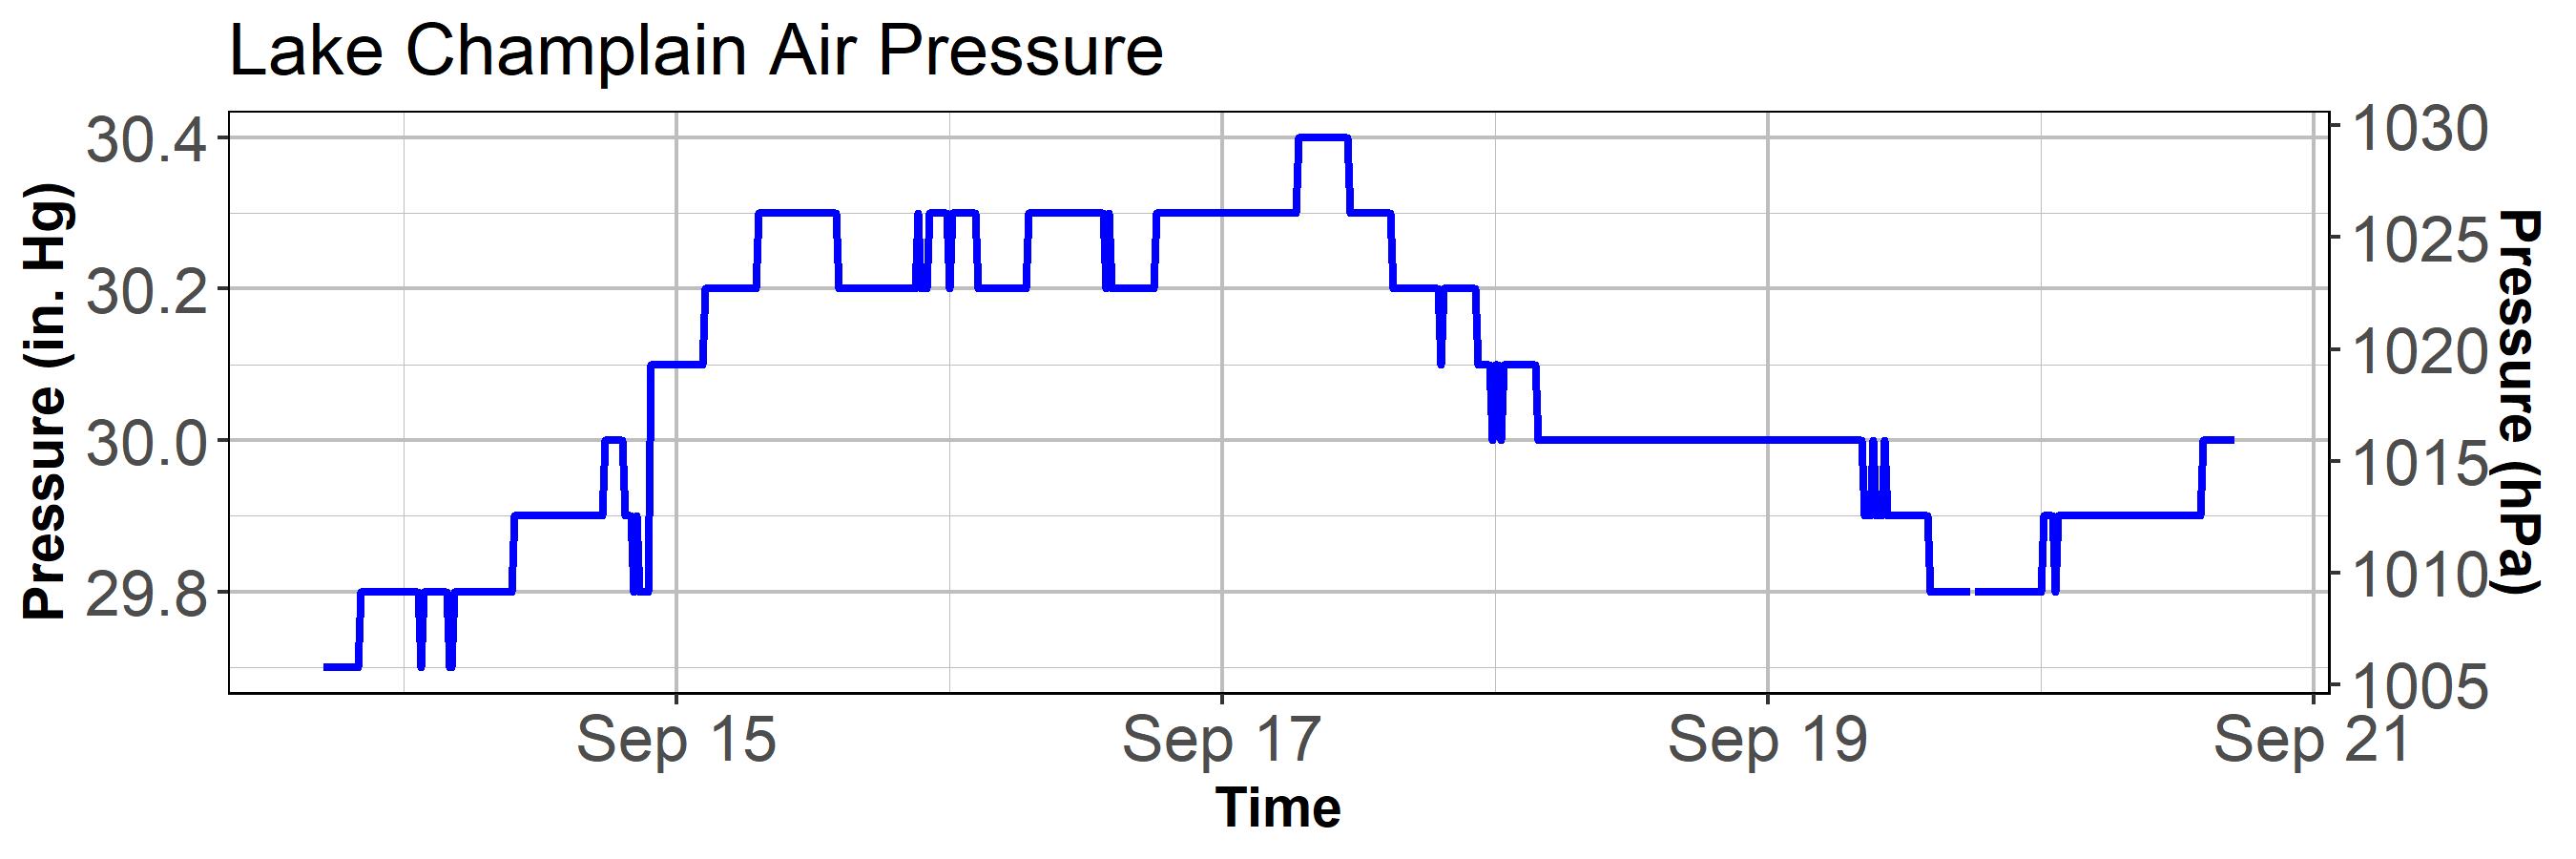 Lake Champlain Air Pressure
30.4
30.2
30.0
29.8
Pressure (in. Hg)
1030
1025
1020
1015
1010
1005
Pressure (hPa)
Sep 15
Sep 17
Sep 19
Sep 21
Time